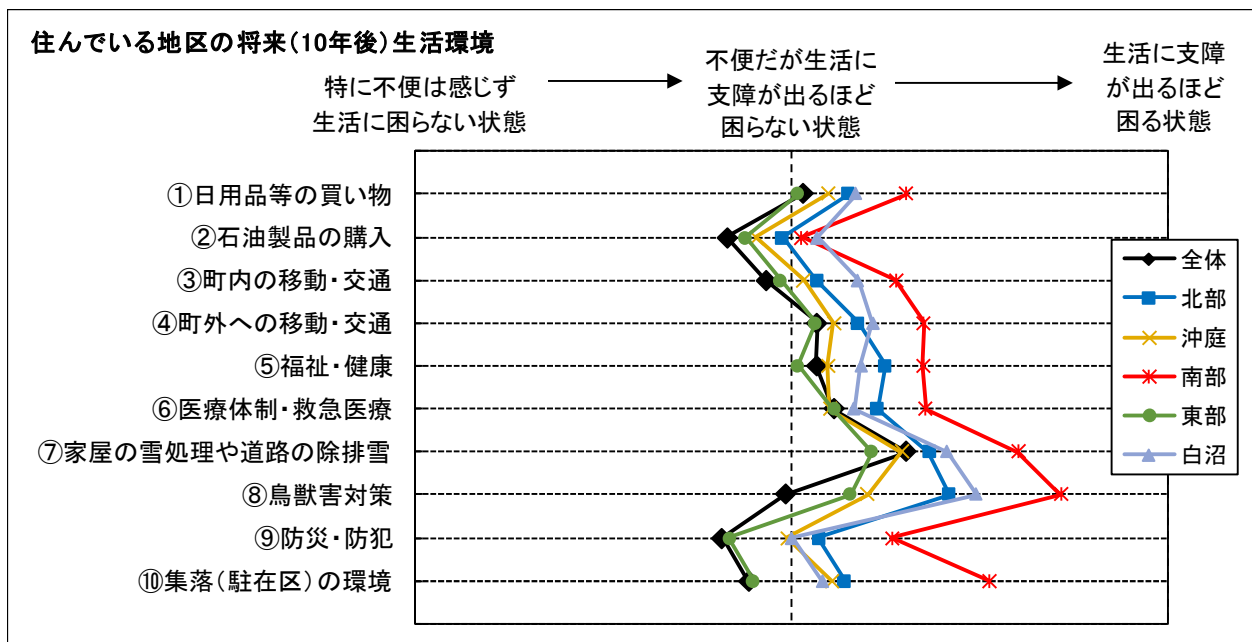 住んでいる地区の将来(10年後)生活環境
特に不便は感じず
生活に困らない状態
不便だが生活に
支障が出るほど
困らない状態
生活に支障
が出るほど
困る状態
①日用品等の買い物
②石油製品の購入
③町内の移動・交通
④町外への移動・交通
⑤福祉・健康
⑥医療体制・救急医療
⑦家屋の雪処理や道路の除排雪
⑧鳥獣害対策
⑨防災・防犯
⑩集落(駐在区)の環境
全体
北部
沖庭
南部
東部
白沼